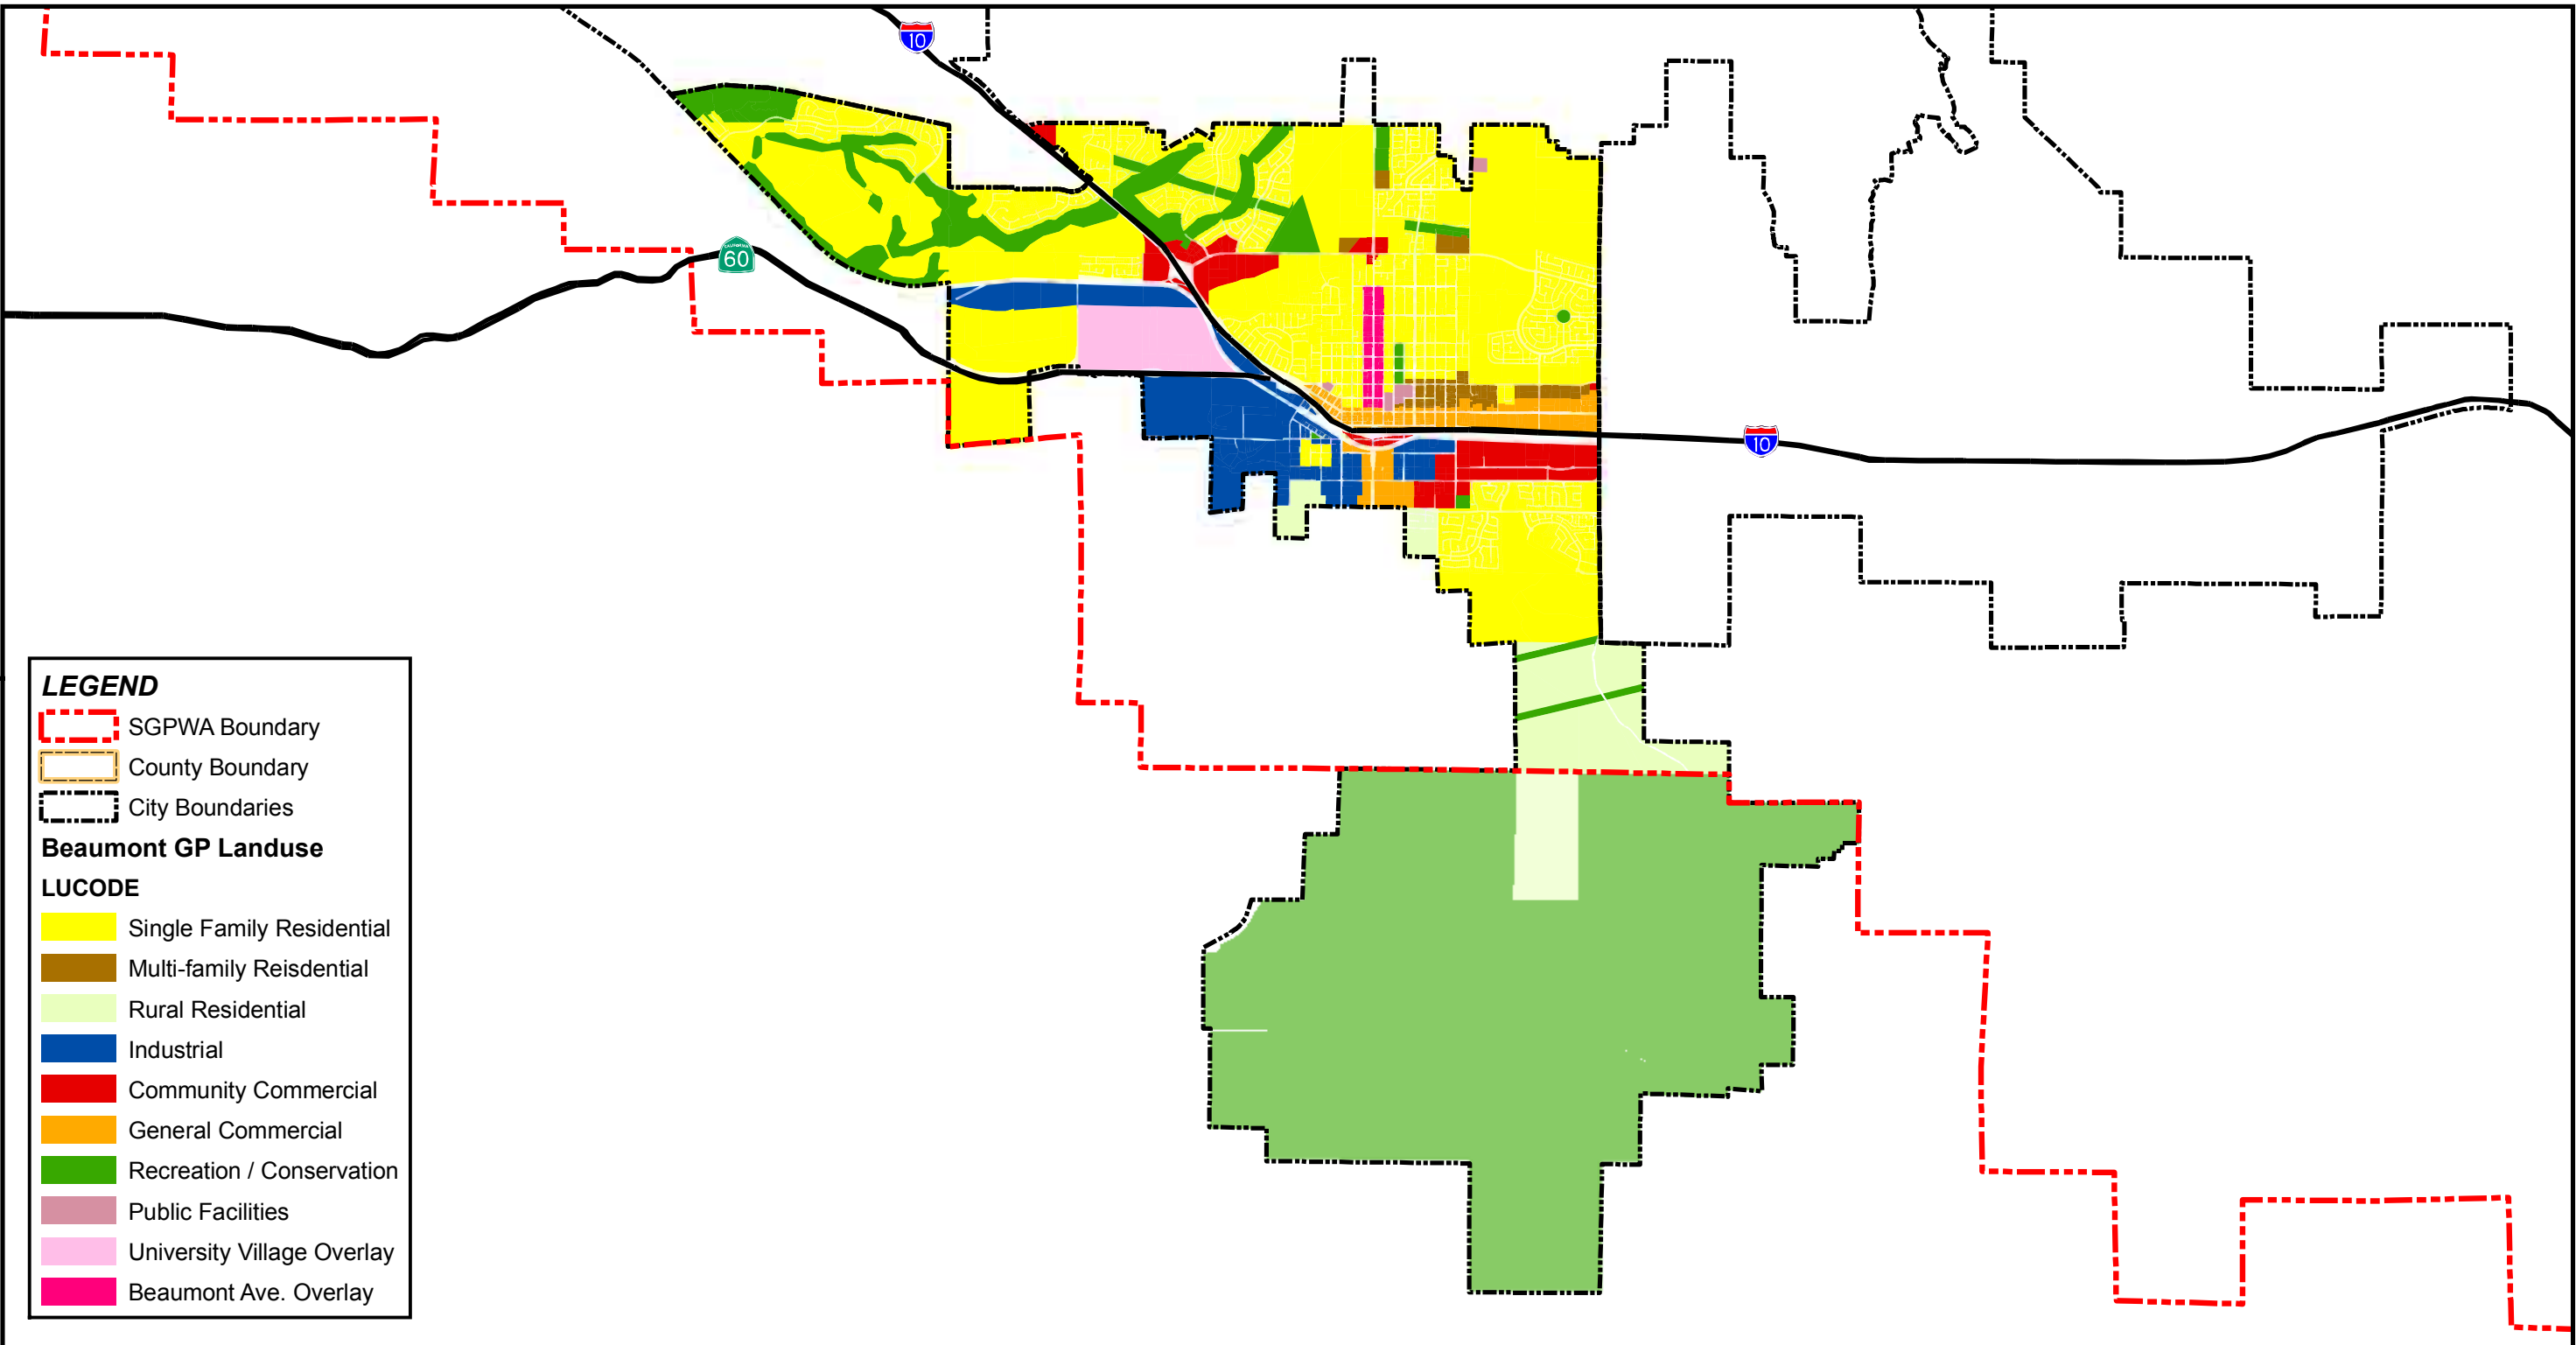 10
CALIFORNIA
60
10
LEGEND
SGPWA Boundary
County Boundary
City Boundaries
Beaumont GP Landuse
LUCODE
Single Family Residential
Multi-family Reisdential
Rural Residential
Industrial
Community Commercial
General Commercial
Recreation / Conservation
Public Facilities
University Village Overlay
Beaumont Ave. Overlay